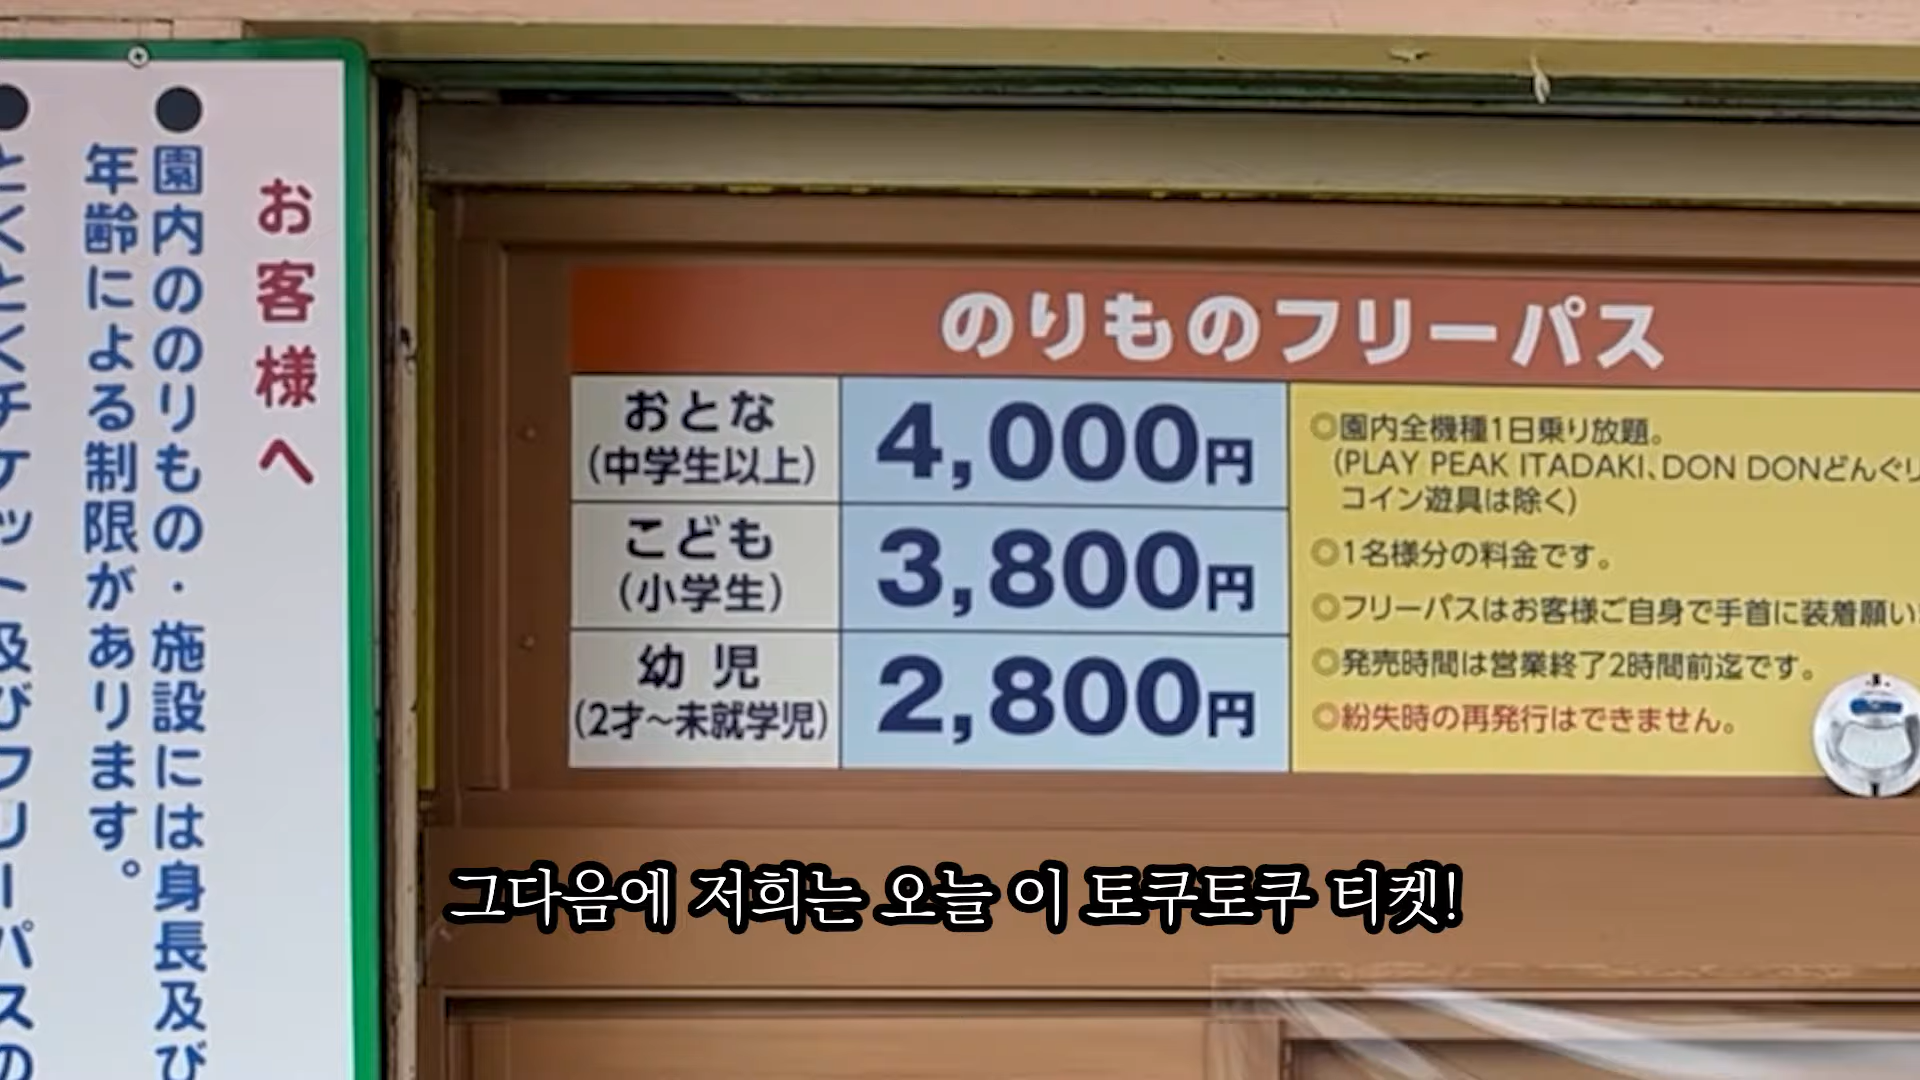 お客様へ
●園内ののりもの・施設には身長及び
年齢による制限があります。
●とくとくチケット及びフリーパスの
のりものフリーパス
おとな
(中学生以上)
4,000円
こども
(小学生)
3,800円
幼児
(2才〜未就学児)
2,800円
◎園内全機種1日乗り放題。
(PLAY PEAK ITADAKI、DON DONどんぐり
コイン遊具は除く)
◎1名様分の料金です。
◎フリーパスはお客様ご自身で手首に装着願い
◎発売時間は営業終了2時間前迄です。
◎紛失時の再発行はできません。
그다음에 저희는 오늘 이 토쿠토쿠 티켓!